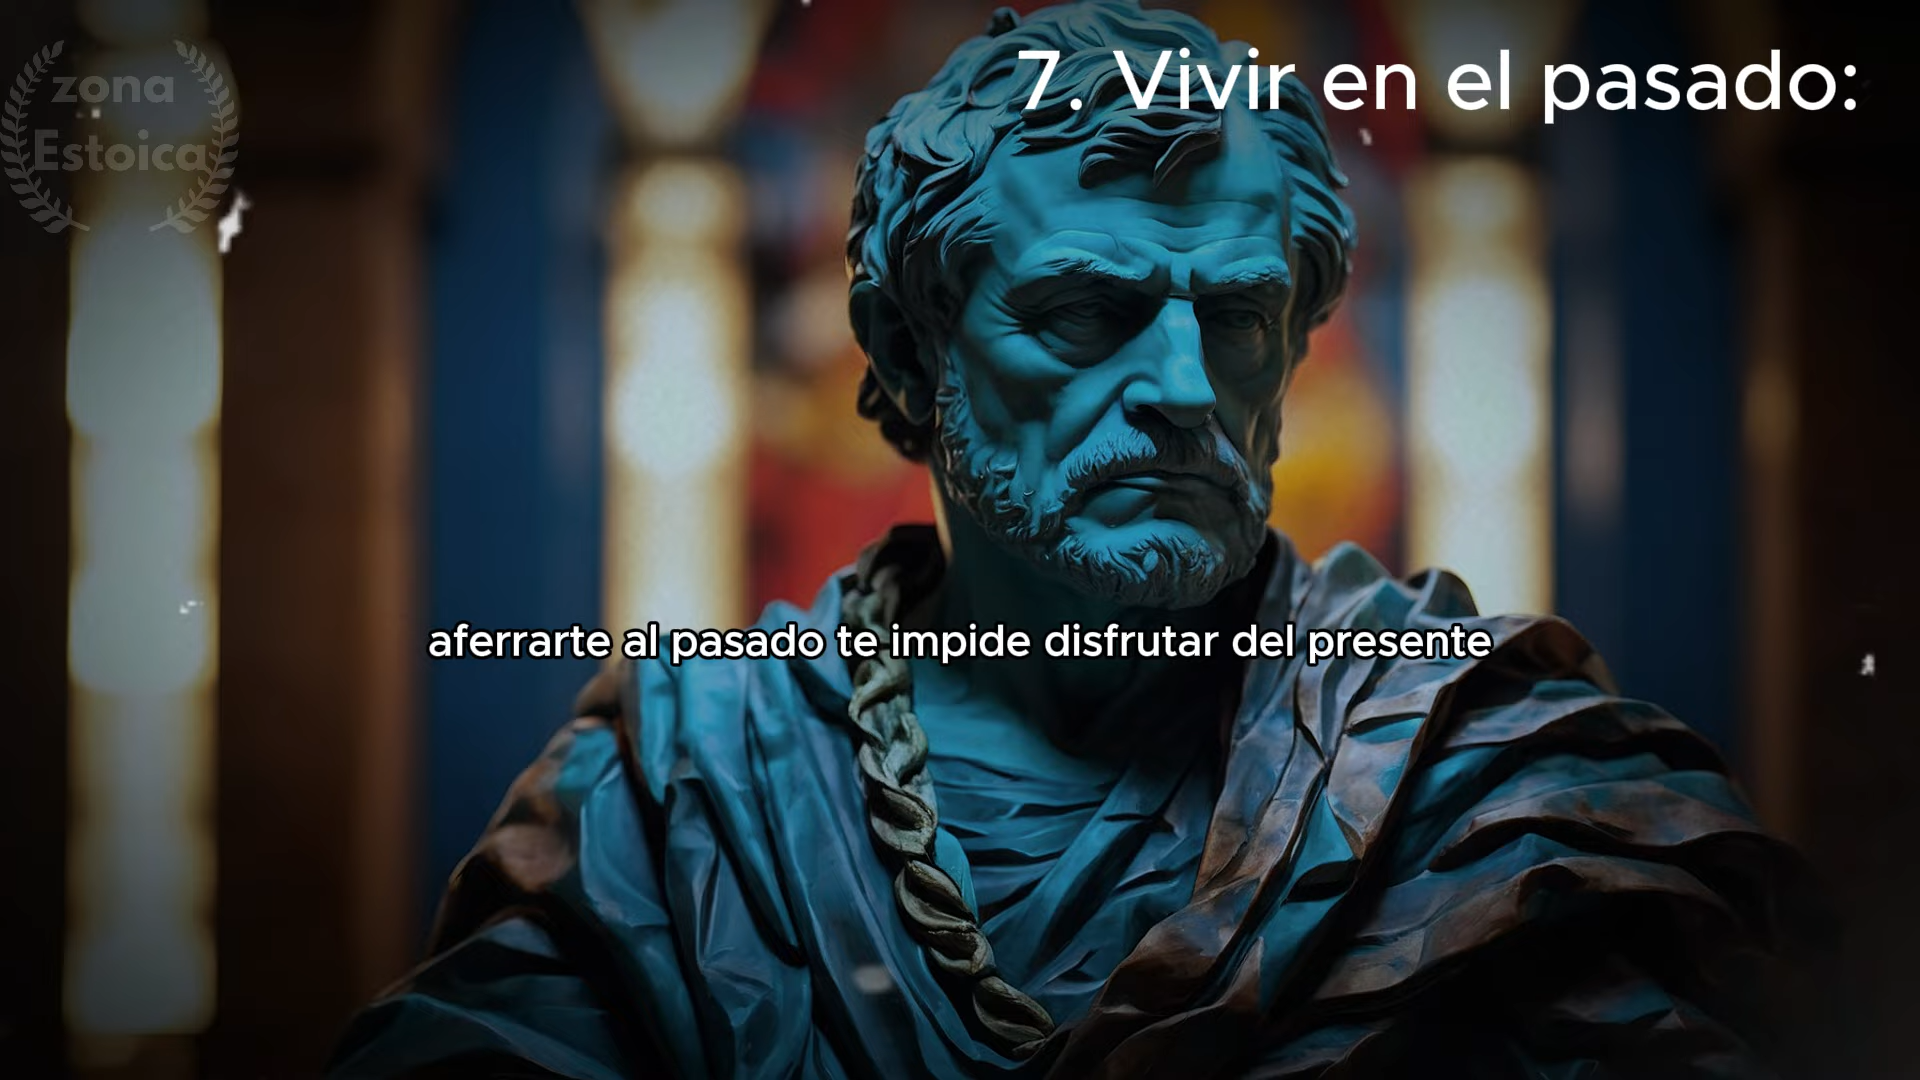 zona
Estoica
7. Vivir en el pasado:
aferrarte al pasado te impide disfrutar del presente